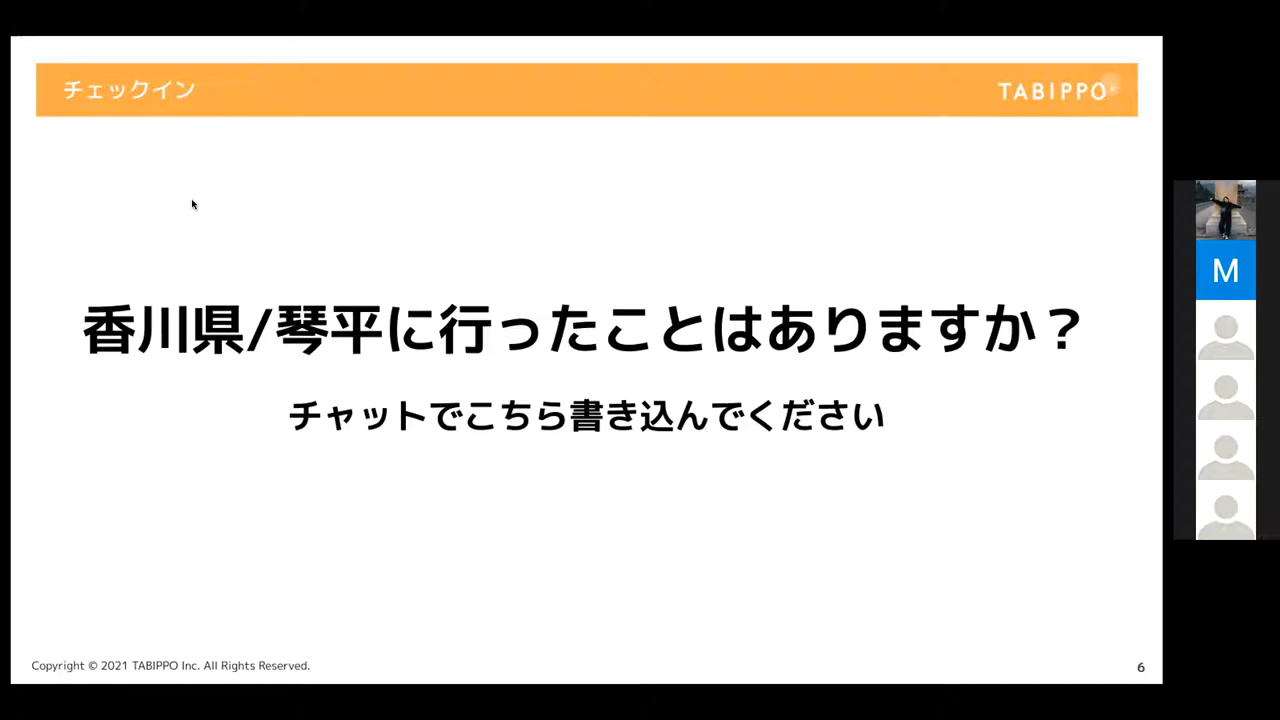 チェックイン
TABIPPO
香川県/琴平に行ったことはありますか？
チャットでこちら書き込んでください
M
Copyright © 2021 TABIPPO Inc. All Rights Reserved.
6